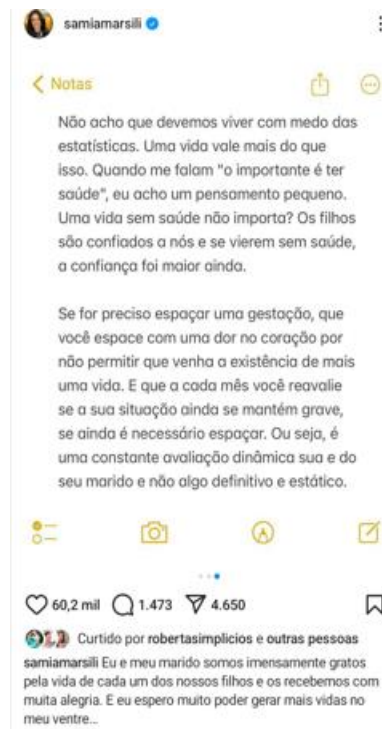 samiamarsili
Notas
Não acho que devemos viver com medo das
estatísticas. Uma vida vale mais do que
isso. Quando me falam "o importante é ter
saúde", eu acho um pensamento pequeno.
Uma vida sem saúde não importa? Os filhos
são confiados a nós e se vierem sem saúde,
a confiança foi maior ainda.
Se for preciso espaçar uma gestação, que
você espace com uma dor no coração por
não permitir que venha a existência de mais
uma vida. E que a cada mês você reavalie
se a sua situação ainda se mantém grave,
se ainda é necessário espaçar. Ou seja, é
uma constante avaliação dinâmica sua e do
seu marido e não algo definitivo e estático.
60,2 mil 1.473 4.650
Curtido por robertasimplicios e outras pessoas
samiamarsili Eu e meu marido somos imensamente gratos
pela vida de cada um dos nossos filhos e os recebemos com
muita alegria. E eu espero muito poder gerar mais vidas no
meu ventre...